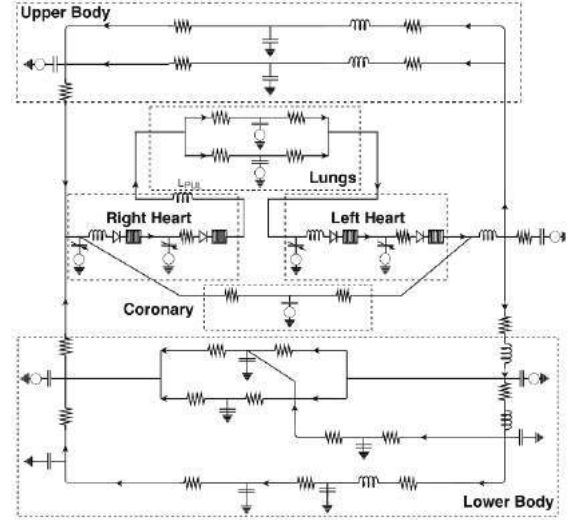 Upper Body
Lungs
L_PUL
Right Heart
Left Heart
Coronary
Lower Body